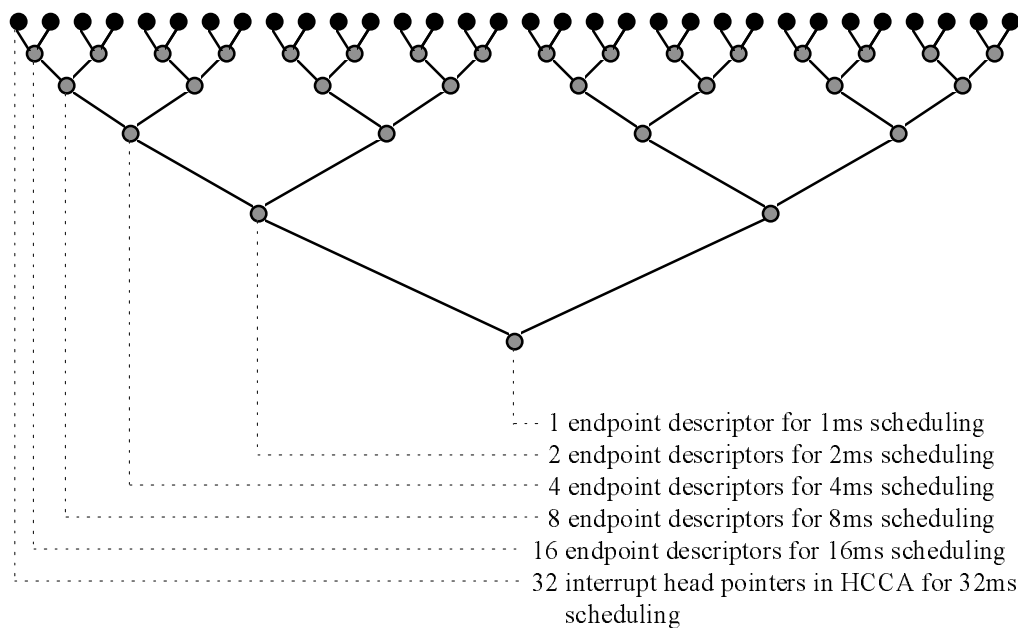 1 endpoint descriptor for 1ms scheduling
2 endpoint descriptors for 2ms scheduling
4 endpoint descriptors for 4ms scheduling
8 endpoint descriptors for 8ms scheduling
16 endpoint descriptors for 16ms scheduling
32 interrupt head pointers in HCCA for 32ms
scheduling